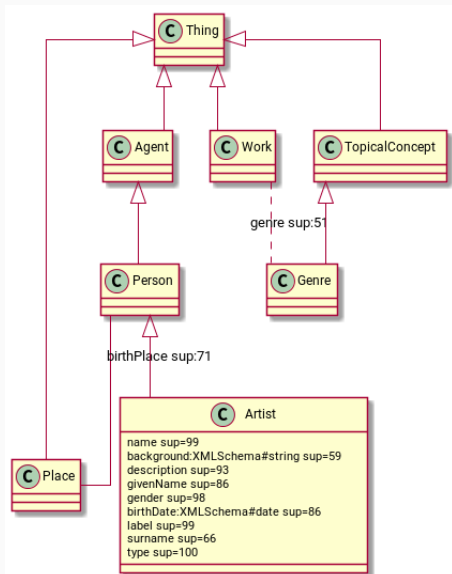 C Thing
C Agent
C Work
C TopicalConcept
genre sup:51
C Person
C Genre
birthPlace sup:71
C Artist
name sup=99
background:XMLSchema#string sup=59
description sup=93
givenName sup=86
gender sup=98
birthDate:XMLSchema#date sup=86
label sup=99
surname sup=66
type sup=100
C Place